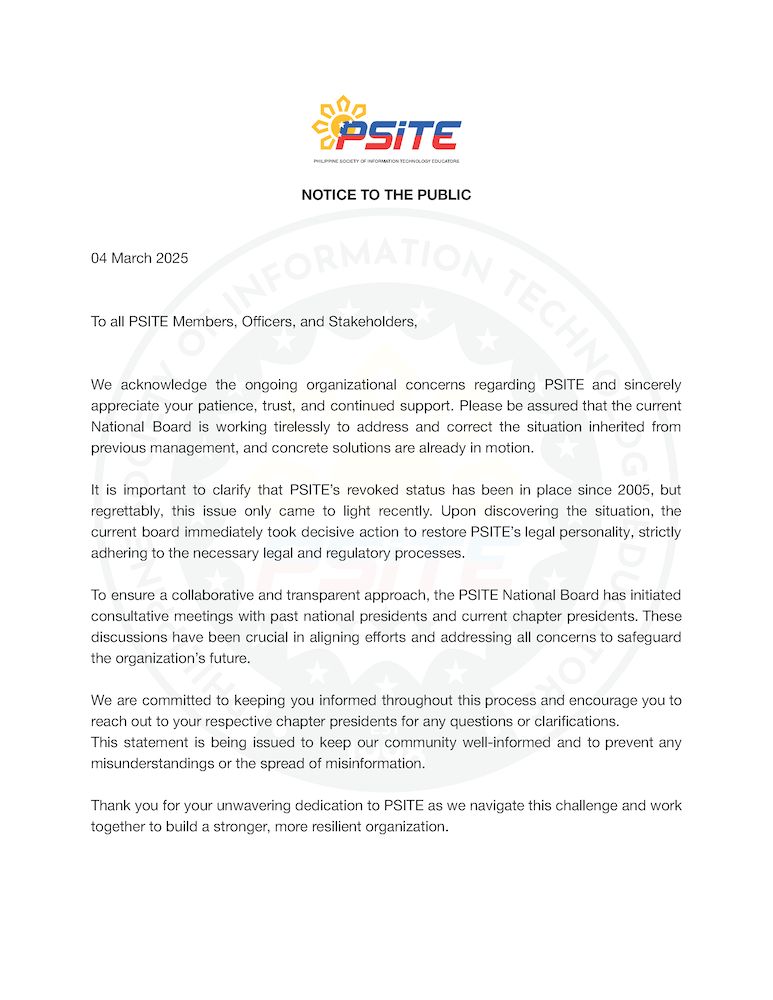 PSiTE
PHILIPPINE SOCIETY OF INFORMATION TECHNOLOGY EDUCATORS
NOTICE TO THE PUBLIC
04 March 2025
To all PSITE Members, Officers, and Stakeholders,
We acknowledge the ongoing organizational concerns regarding PSITE and sincerely
appreciate your patience, trust, and continued support. Please be assured that the current
National Board is working tirelessly to address and correct the situation inherited from
previous management, and concrete solutions are already in motion.
It is important to clarify that PSITE’s revoked status has been in place since 2005, but
regrettably, this issue only came to light recently. Upon discovering the situation, the
current board immediately took decisive action to restore PSITE’s legal personality, strictly
adhering to the necessary legal and regulatory processes.
To ensure a collaborative and transparent approach, the PSITE National Board has initiated
consultative meetings with past national presidents and current chapter presidents. These
discussions have been crucial in aligning efforts and addressing all concerns to safeguard
the organization’s future.
We are committed to keeping you informed throughout this process and encourage you to
reach out to your respective chapter presidents for any questions or clarifications.
This statement is being issued to keep our community well-informed and to prevent any
misunderstandings or the spread of misinformation.
Thank you for your unwavering dedication to PSITE as we navigate this challenge and work
together to build a stronger, more resilient organization.